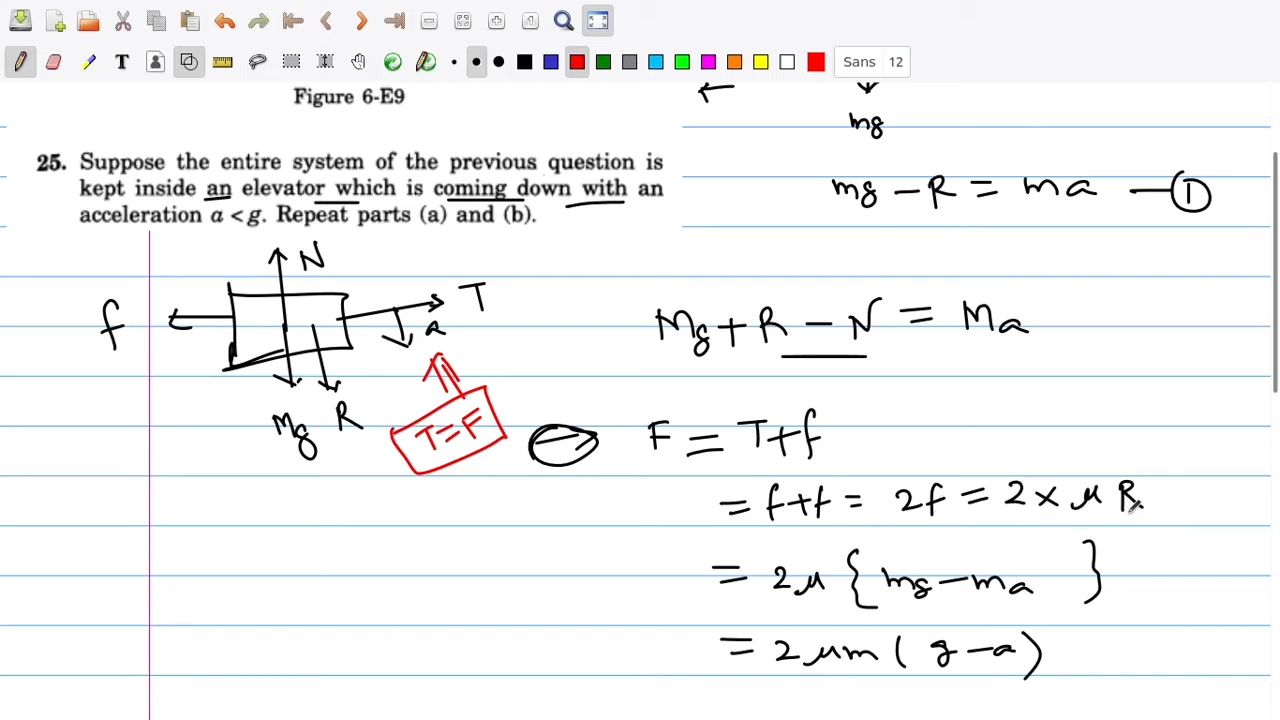 Sans 12
Figure 6-E9
25. Suppose the entire system of the previous question is
kept inside an elevator which is coming down with an
acceleration a < g. Repeat parts (a) and (b).
mg
mg - R = ma — ①
N
f
T
a
Mg R
T = F
Mg + R - N = Ma
F = T + f
= f + f = 2f = 2 × μ R
= 2μ { mg - ma }
= 2μm ( g - a )